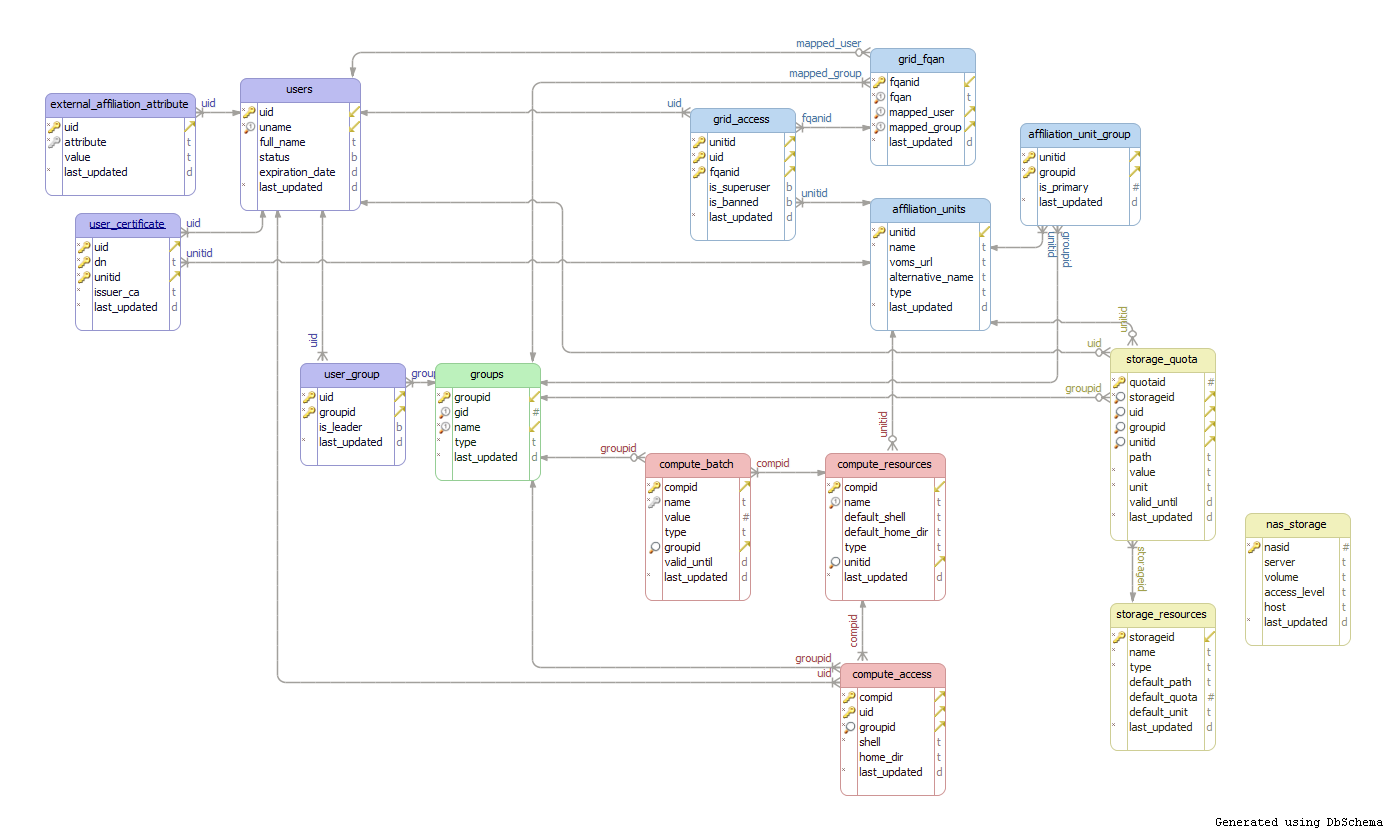 mapped_user
grid_fqan
fqanid
fqan t
mapped_user
mapped_group
last_updated d
mapped_group
external_affiliation_attribute
uid
attribute t
value t
last_updated d
uid
users
uid
uname
full_name t
status b
expiration_date d
last_updated d
uid
grid_access
unitid
uid
fqanid
is_superuser b
is_banned b
last_updated d
fqanid
unitid
affiliation_unit_group
unitid
groupid
is_primary #
last_updated d
unitid
groupid
user_certificate
uid
dn t
unitid
issuer_ca t
last_updated d
uid
unitid
affiliation_units
unitid
name t
voms_url t
alternative_name t
type t
last_updated d
uid
user_group
uid
groupid
is_leader b
last_updated d
group
groups
groupid
gid #
name
type t
last_updated d
unitid
uid
groupid
storage_quota
quotaid #
storageid
uid
groupid
unitid
path t
value t
unit t
valid_until d
last_updated d
groupid
compute_batch
compid
name t
value #
type t
groupid
valid_until d
last_updated d
compid
unitid
compute_resources
compid
name t
default_shell t
default_home_dir t
type t
unitid
last_updated d
nas_storage
nasid #
server t
volume t
access_level t
host t
last_updated d
storageid
storage_resources
storageid
name t
type t
default_path t
default_quota #
default_unit t
last_updated d
compid
groupid
uid
compute_access
compid
uid
groupid
shell t
home_dir t
last_updated d
Generated using DbSchema